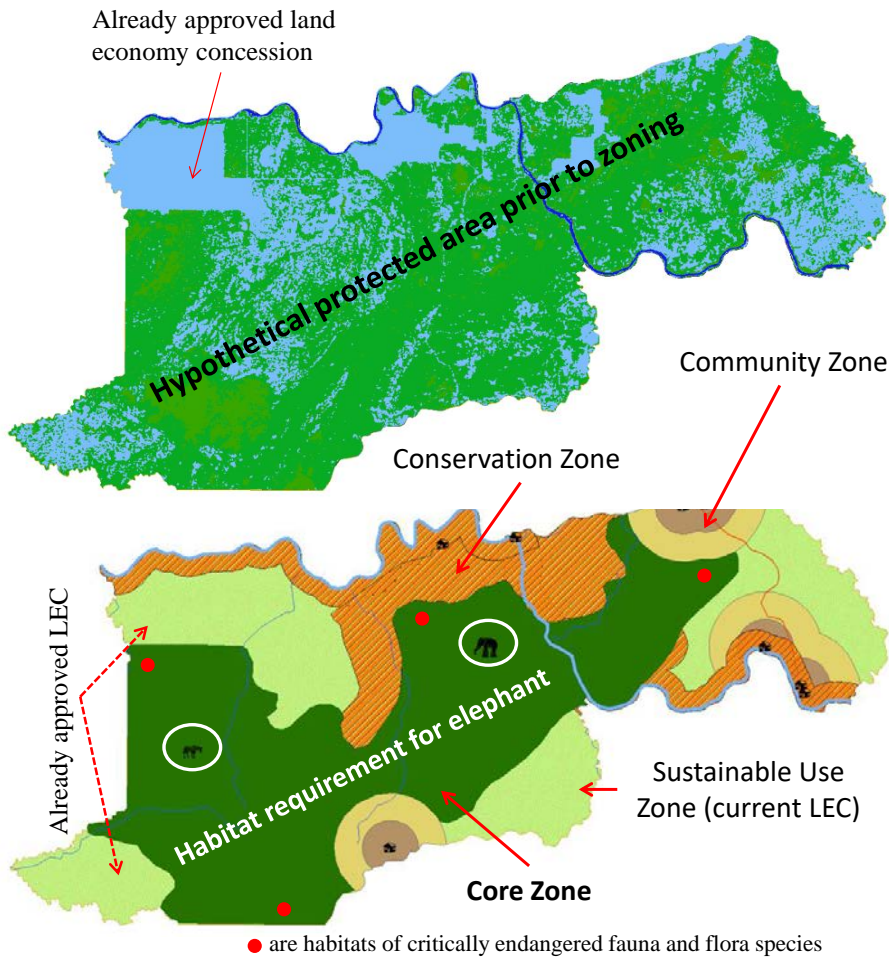 Already approved land
economy concession
Hypothetical protected area prior to zoning
Community Zone
Conservation Zone
Already approved LEC
Habitat requirement for elephant
Sustainable Use
Zone (current LEC)
Core Zone
are habitats of critically endangered fauna and flora species